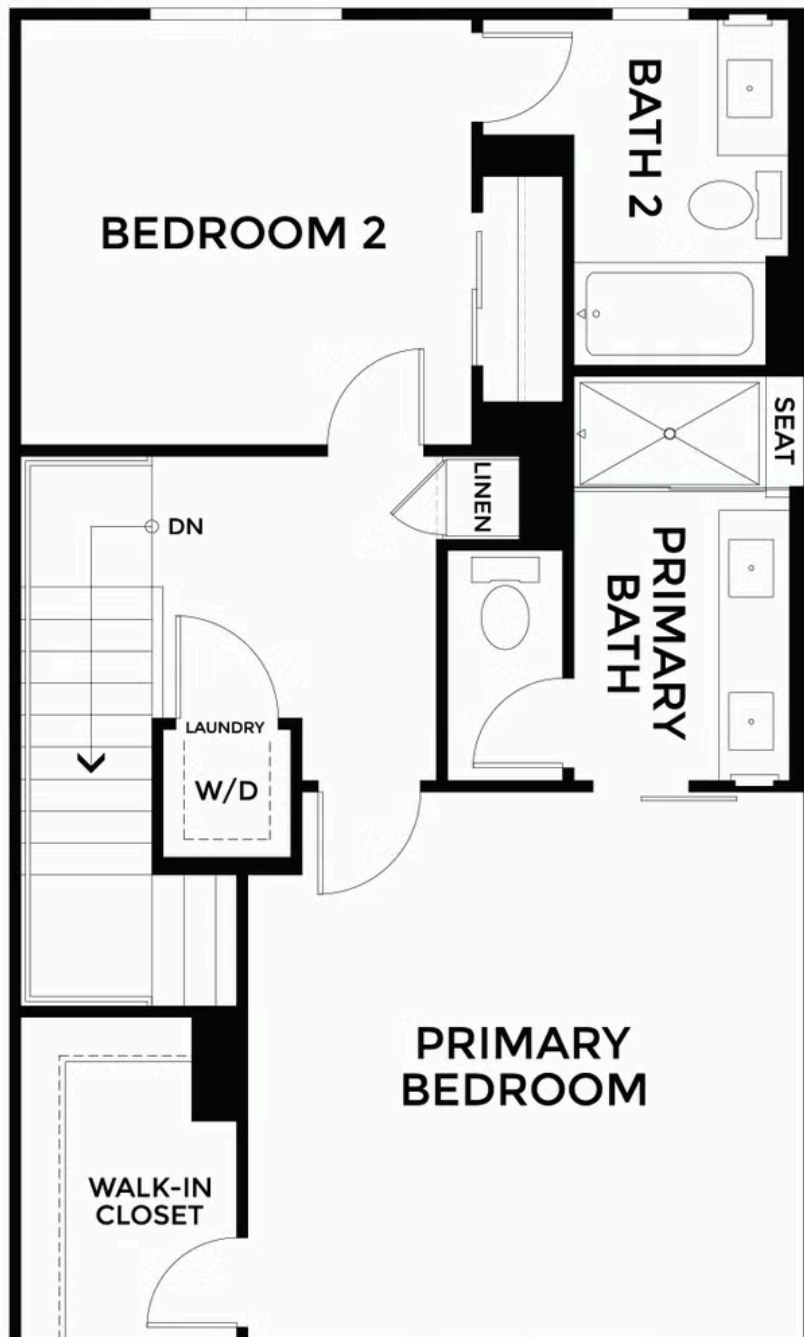 BATH 2
BEDROOM 2
SEAT
LINEN
DN
PRIMARY
BATH
LAUNDRY
W/D
PRIMARY
BEDROOM
WALK-IN
CLOSET